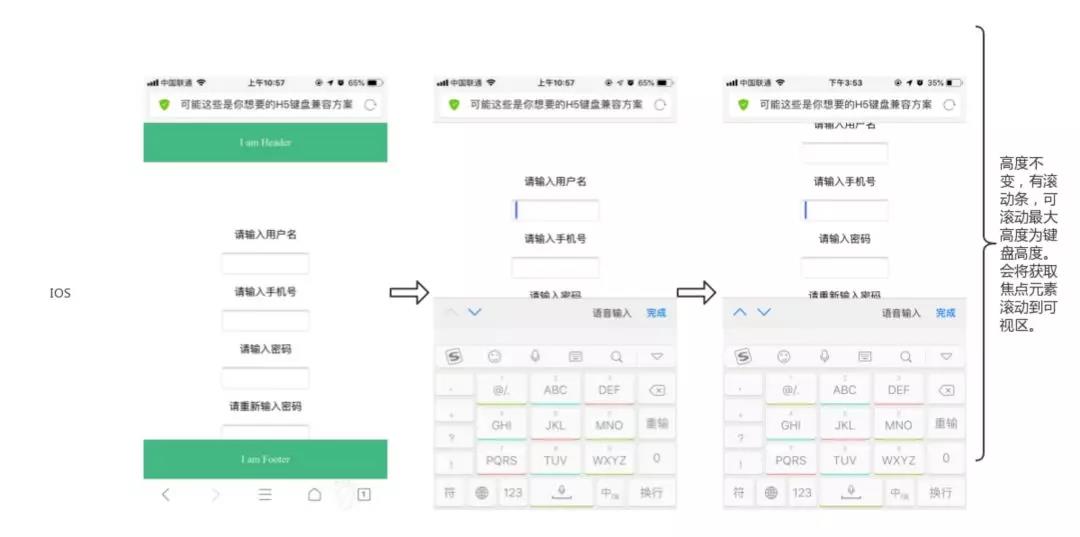 IOS
中国联通 上午10:57 65%
可能这些是你想要的H5键盘兼容方案
I am Header
请输入用户名
请输入手机号
请输入密码
请重新输入密码
I am Footer
1
中国联通 上午10:57 65%
可能这些是你想要的H5键盘兼容方案
请输入用户名
请输入手机号
请输入密码
语音输入 完成
@/. ABC DEF
GHI JKL MNO 重输
?
! PQRS TUV WXYZ 0
符 123 中/英 换行
中国联通 下午3:53 35%
可能这些是你想要的H5键盘兼容方案
请输入用户名
请输入手机号
请输入密码
请重新输入密码
语音输入 完成
@/. ABC DEF
GHI JKL MNO 重输
?
! PQRS TUV WXYZ 0
符 123 中/英 换行
高度不
变，有滚
动条，可
滚动最大
高度为键
盘高度。
会将获取
焦点元素
滚动到可
视区。